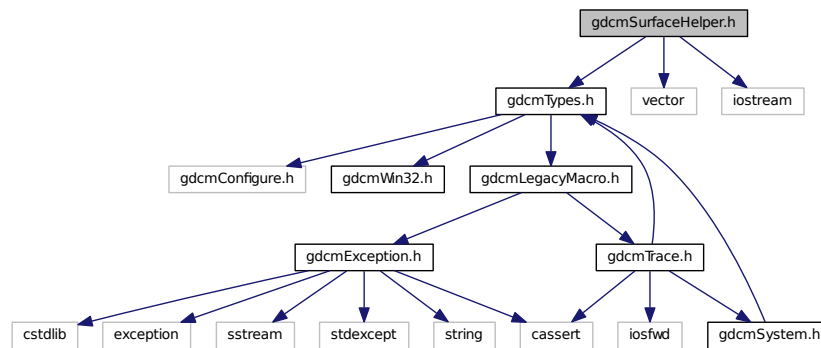 gdcmSurfaceHelper.h
gdcmTypes.h
vector
iostream
gdcmConfigure.h
gdcmWin32.h
gdcmLegacyMacro.h
gdcmException.h
gdcmTrace.h
cstdlib
exception
sstream
stdexcept
string
cassert
iosfwd
gdcmSystem.h